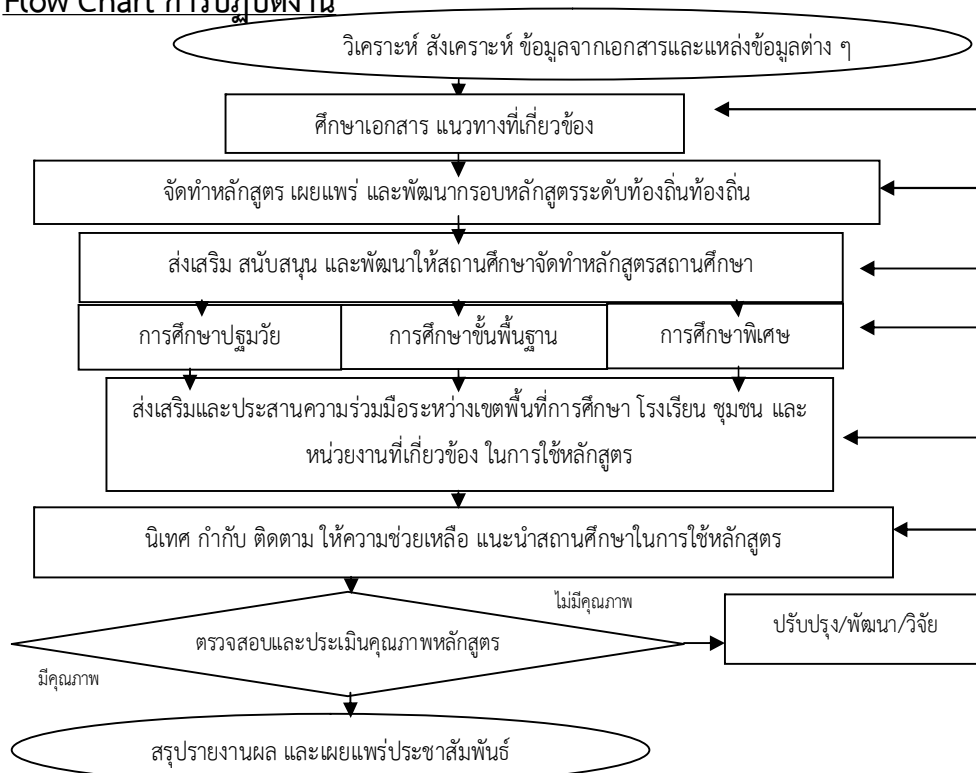 Flow Chart การปฏิบัติงาน
วิเคราะห์ สังเคราะห์ ข้อมูลจากเอกสารและแหล่งข้อมูลต่าง ๆ
ศึกษาเอกสาร แนวทางที่เกี่ยวข้อง
จัดทำหลักสูตร เผยแพร่ และพัฒนากรอบหลักสูตรระดับท้องถิ่นท้องถิ่น
ส่งเสริม สนับสนุน และพัฒนาให้สถานศึกษาจัดทำหลักสูตรสถานศึกษา
การศึกษาปฐมวัย
การศึกษาขั้นพื้นฐาน
การศึกษาพิเศษ
ส่งเสริมและประสานความร่วมมือระหว่างเขตพื้นที่การศึกษา โรงเรียน ชุมชน และ
หน่วยงานที่เกี่ยวข้อง ในการใช้หลักสูตร
นิเทศ กำกับ ติดตาม ให้ความช่วยเหลือ แนะนำสถานศึกษาในการใช้หลักสูตร
ไม่มีคุณภาพ
ปรับปรุง/พัฒนา/วิจัย
ตรวจสอบและประเมินคุณภาพหลักสูตร
มีคุณภาพ
สรุปรายงานผล และเผยแพร่ประชาสัมพันธ์